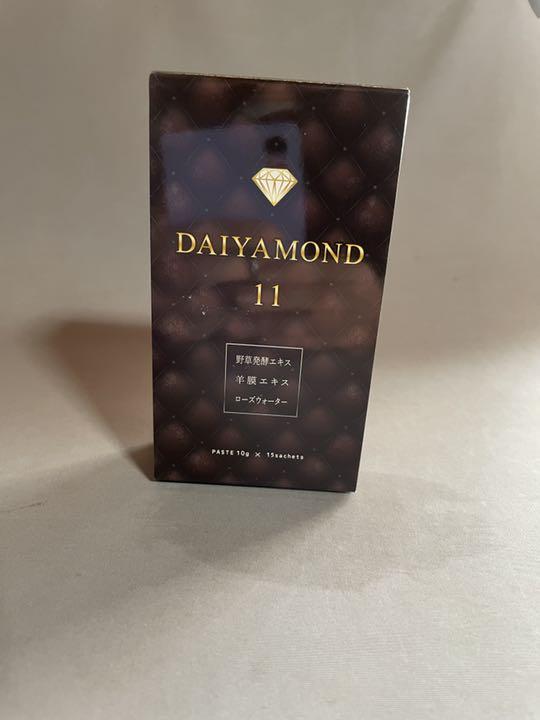 DAIYAMOND
11
野草発酵エキス
羊膜エキス
ローズウォーター
PASTE 10g × 15sachets